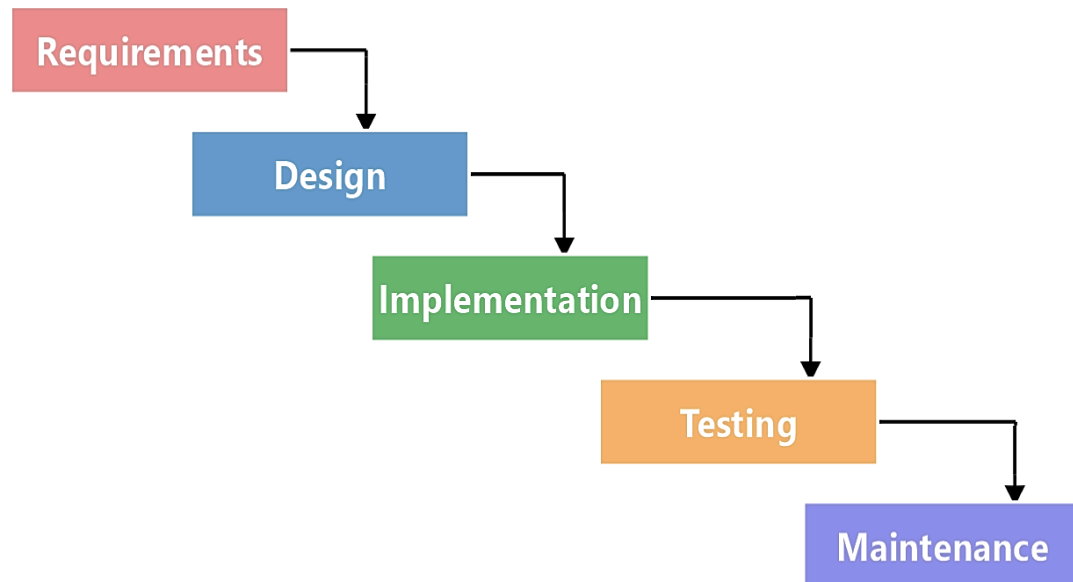 Requirements
Design
Implementation
Testing
Maintenance